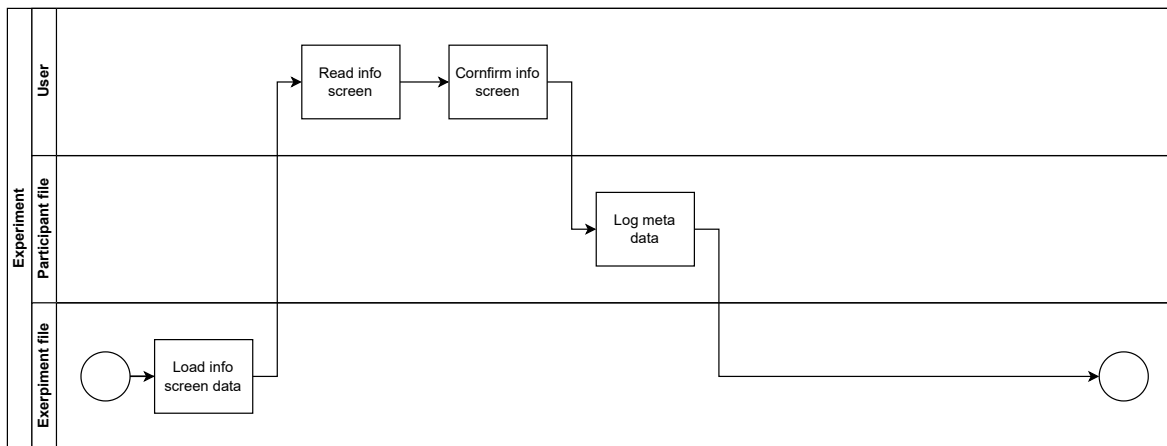 Experiment
User
Read info
screen
Cornfirm info
screen
Participant file
Log meta
data
Exerpiment file
Load info
screen data